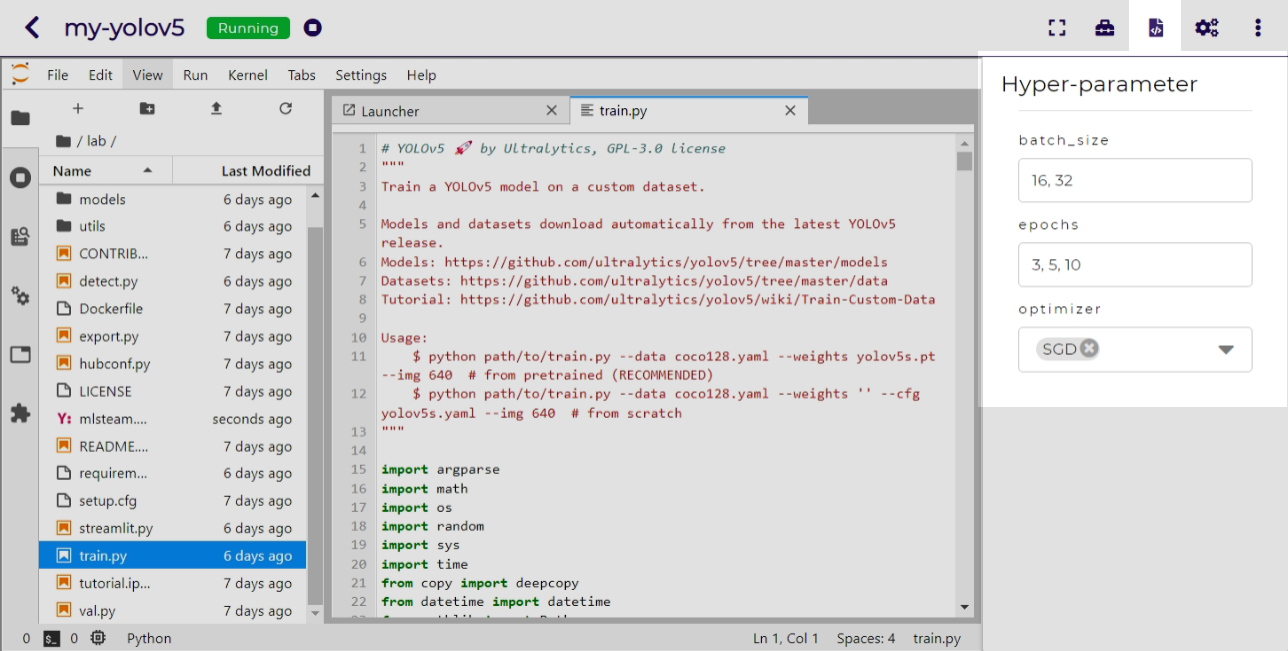 my-yolov5 Running
File Edit View Run Kernel Tabs Settings Help
/ lab /
Name Last Modified
models 6 days ago
utils 6 days ago
CONTRIB... 7 days ago
detect.py 6 days ago
Dockerfile 7 days ago
export.py 7 days ago
hubconf.py 7 days ago
LICENSE 7 days ago
Y: mlsteam.... seconds ago
README.... 7 days ago
requirem... 6 days ago
setup.cfg 7 days ago
streamlit.py 6 days ago
train.py 6 days ago
tutorial.ip... 7 days ago
val.py 7 days ago
Launcher train.py
1 # YOLOv5 🚀 by Ultralytics, GPL-3.0 license
2 """
3 Train a YOLOv5 model on a custom dataset.
4
5 Models and datasets download automatically from the latest YOLOv5
release.
6 Models: https://github.com/ultralytics/yolov5/tree/master/models
7 Datasets: https://github.com/ultralytics/yolov5/tree/master/data
8 Tutorial: https://github.com/ultralytics/yolov5/wiki/Train-Custom-Data
9
10 Usage:
11 $ python path/to/train.py --data coco128.yaml --weights yolov5s.pt
--img 640 # from pretrained (RECOMMENDED)
12 $ python path/to/train.py --data coco128.yaml --weights '' --cfg
yolov5s.yaml --img 640 # from scratch
13 """
14
15 import argparse
16 import math
17 import os
18 import random
19 import sys
20 import time
21 from copy import deepcopy
22 from datetime import datetime
Hyper-parameter
batch_size
16, 32
epochs
3, 5, 10
optimizer
SGD
0 $_ 0 Python Ln 1, Col 1 Spaces: 4 train.py